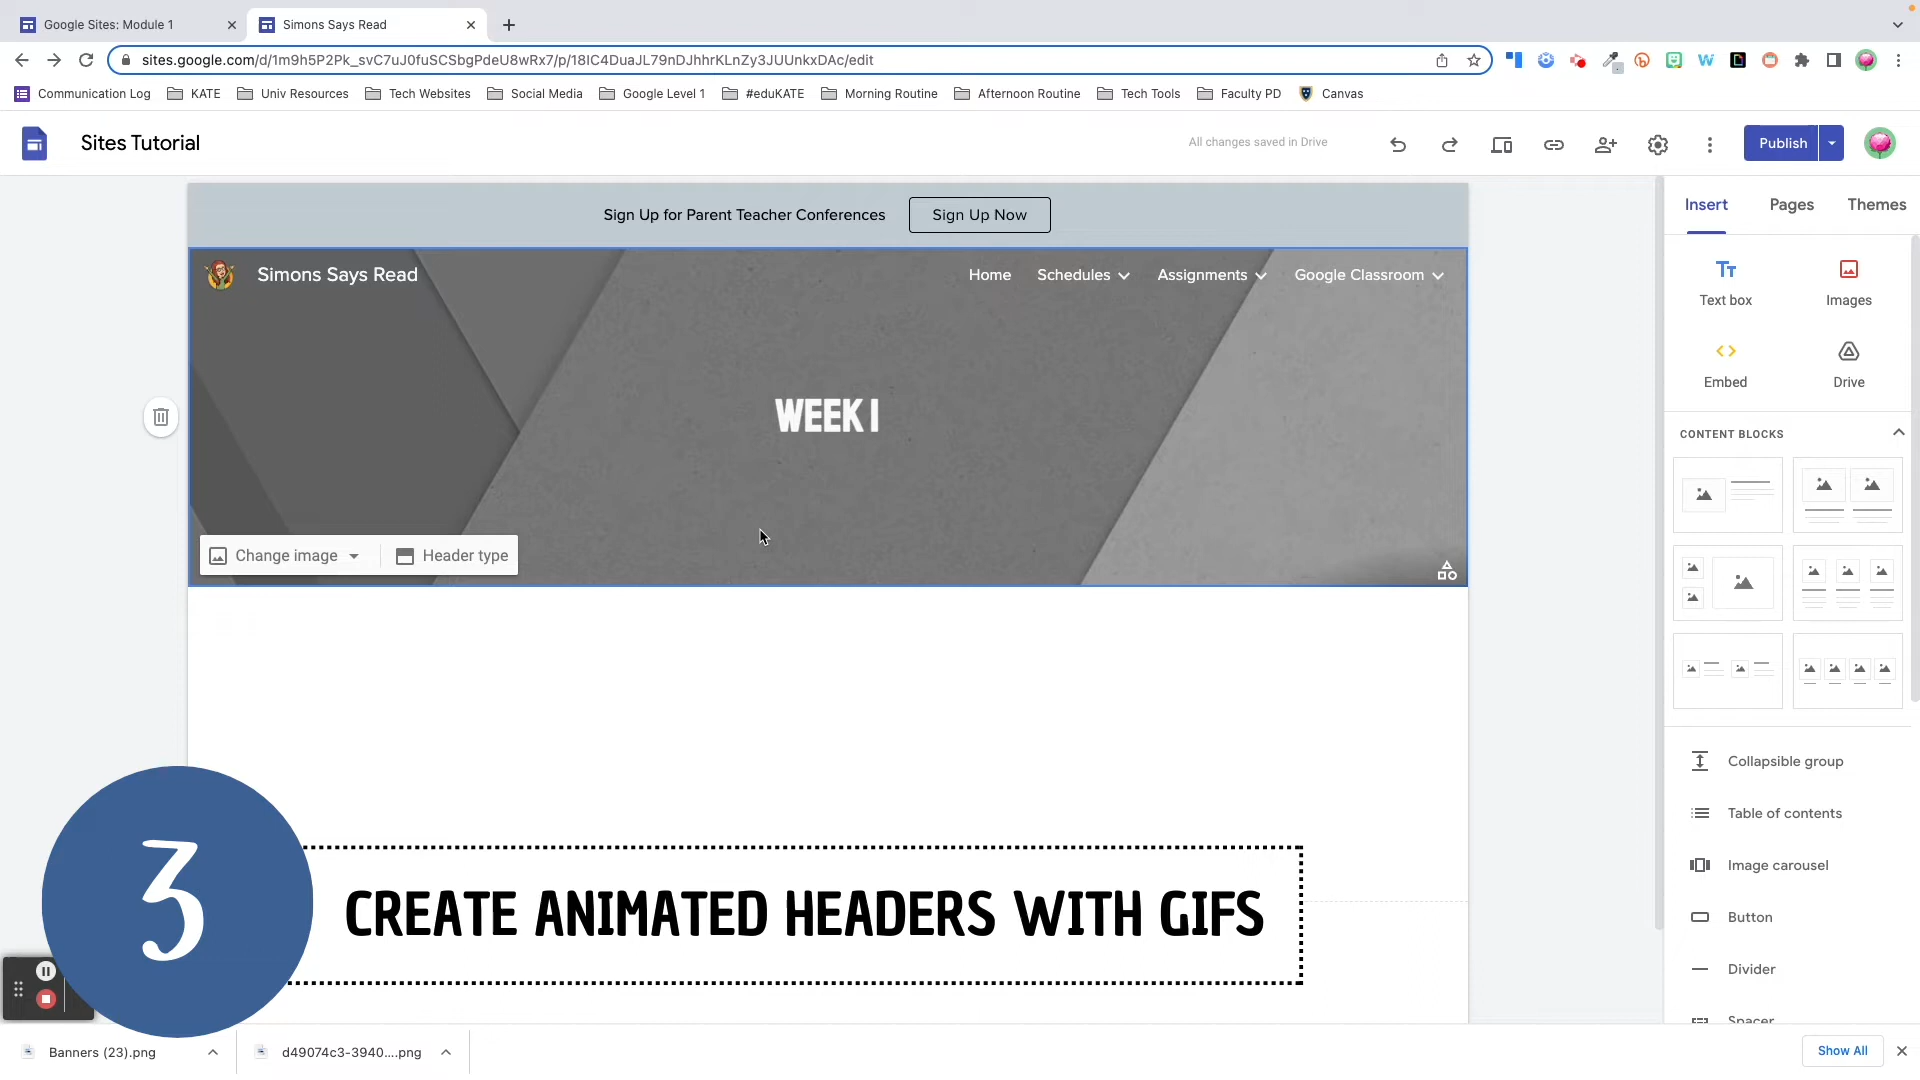 Google Sites: Module 1
Simons Says Read
sites.google.com/d/1m9h5P2Pk_svC7uJ0fuSCSbgPdeU8wRx7/p/18IC4DuaJL79nDJhhrKLnZy3JUUnkxDAc/edit
Communication Log
KATE
Univ Resources
Tech Websites
Social Media
Google Level 1
#eduKATE
Morning Routine
Afternoon Routine
Tech Tools
Faculty PD
Canvas
Sites Tutorial
All changes saved in Drive
Publish
Sign Up for Parent Teacher Conferences
Sign Up Now
Simons Says Read
Home
Schedules
Assignments
Google Classroom
WEEK 1
Change image
Header type
Insert
Pages
Themes
Text box
Images
Embed
Drive
CONTENT BLOCKS
Collapsible group
Table of contents
Image carousel
Button
Divider
Spacer
3
CREATE ANIMATED HEADERS WITH GIFS
Banners (23).png
d49074c3-3940....png
Show All